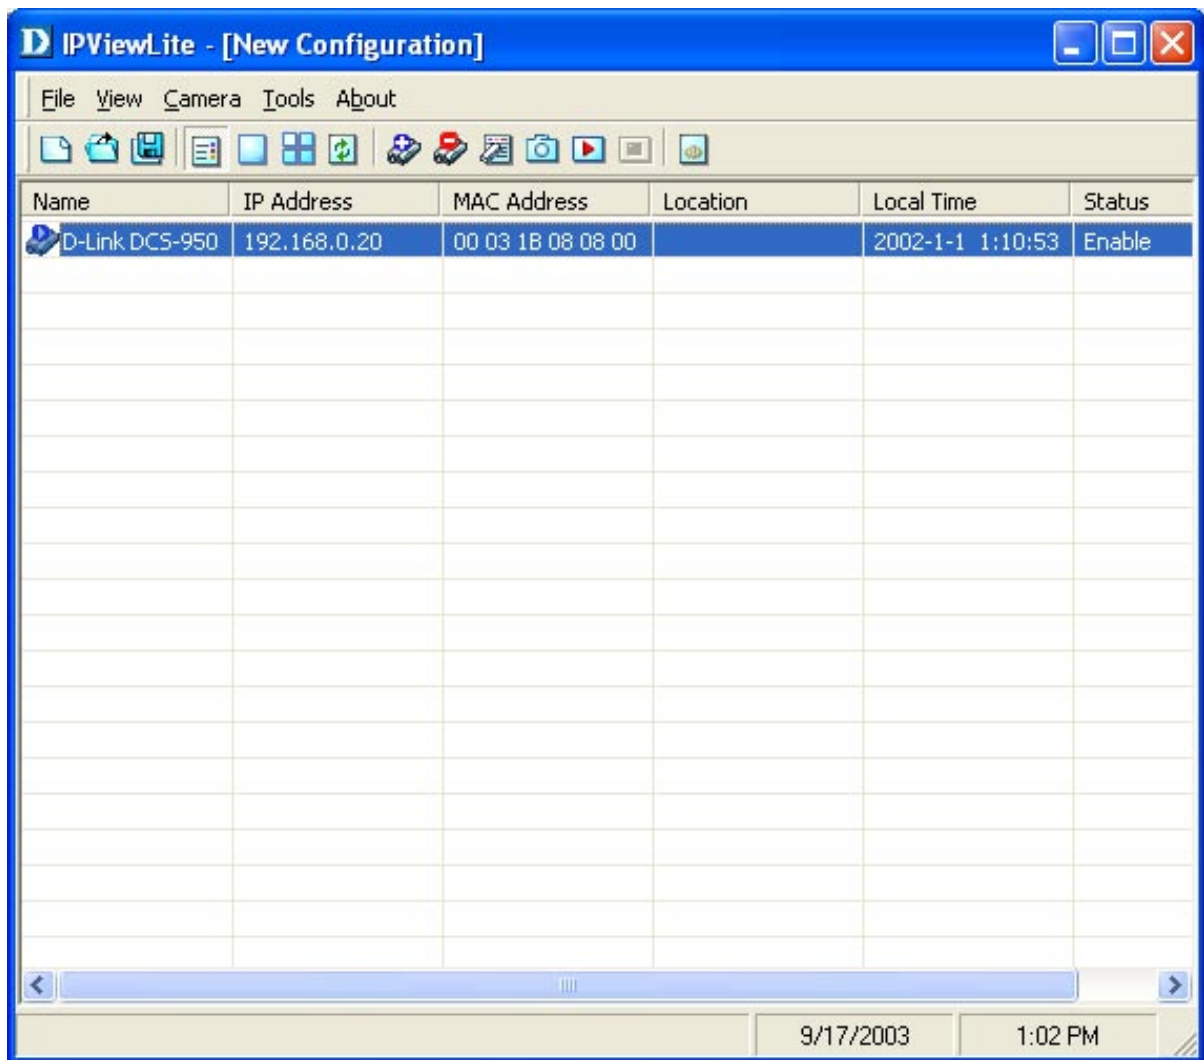 D IPViewLite - [New Configuration]
File View Camera Tools About
Name IP Address MAC Address Location Local Time Status
D-Link DCS-950 192.168.0.20 00 03 1B 08 08 00 2002-1-1 1:10:53 Enable
9/17/2003 1:02 PM